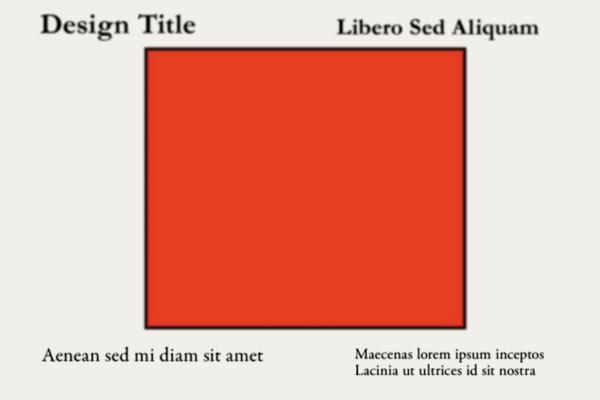 Design Title
Libero Sed Aliquam
Aenean sed mi diam sit amet
Maecenas lorem ipsum inceptos
Lacinia ut ultrices id sit nostra